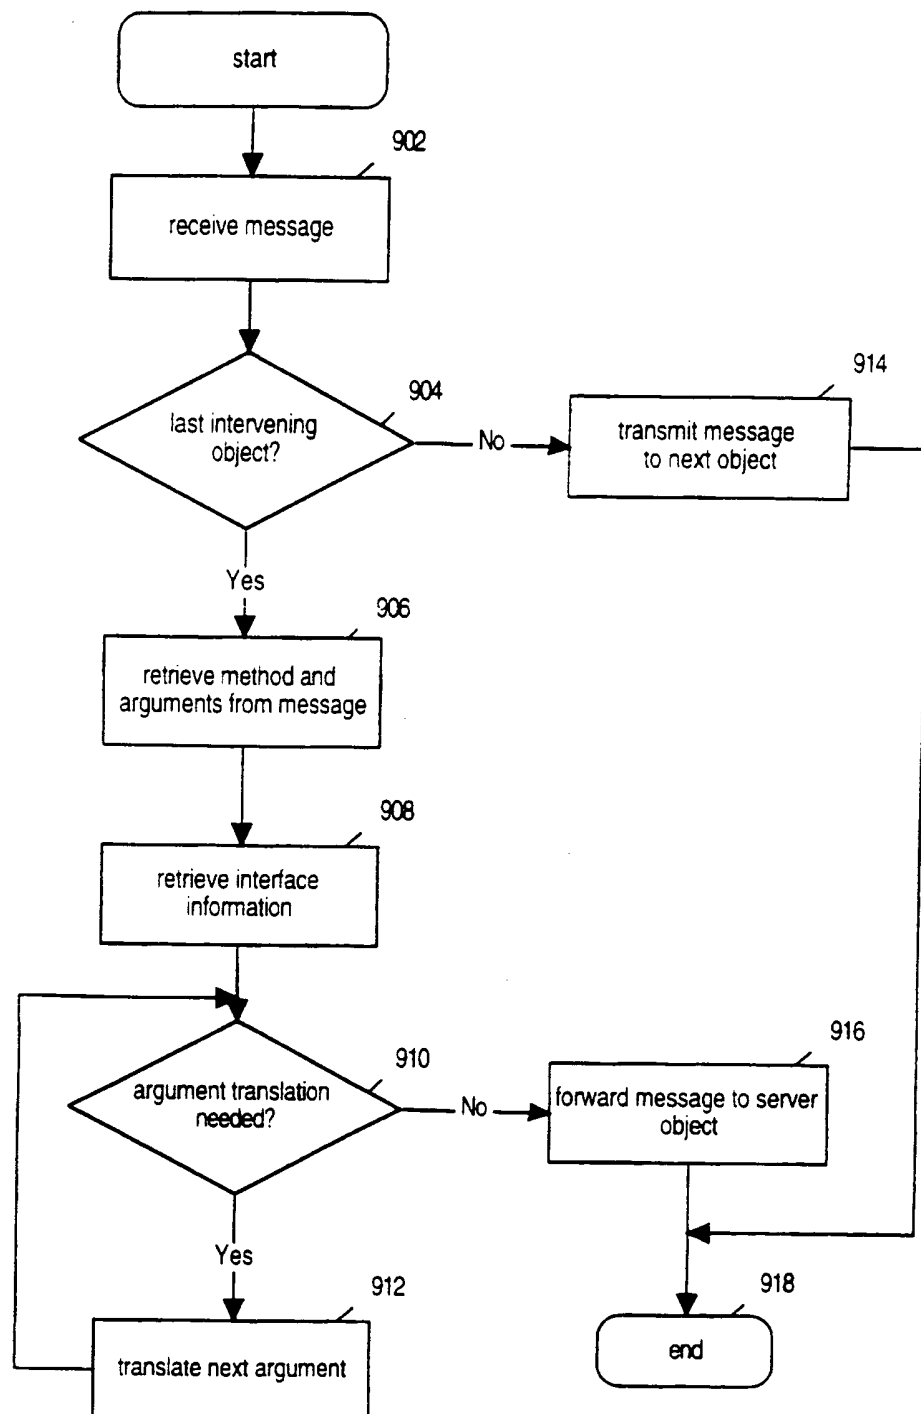 start
902
receive message
904
last intervening
object?
No
914
transmit message
to next object
Yes
906
retrieve method and
arguments from message
908
retrieve interface
information
910
argument translation
needed?
No
916
forward message to server
object
Yes
912
translate next argument
918
end